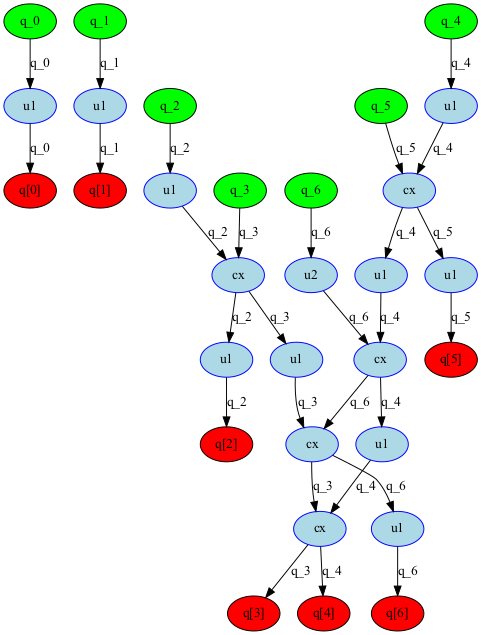 q_0 q_1 q_4
q_0 q_1 q_4
u1 u1 q_2 q_5 u1
q_0 q_1 q_2 q_5 q_4
q[0] q[1] u1 q_3 q_6 cx
q_2 q_3 q_6 q_4 q_5
cx u2 u1 u1
q_2 q_3 q_6 q_4 q_5
u1 u1 cx q[5]
q_2 q_3 q_6 q_4
q[2] cx u1
q_3 q_4 q_6
cx u1
q_3 q_4 q_6
q[3] q[4] q[6]